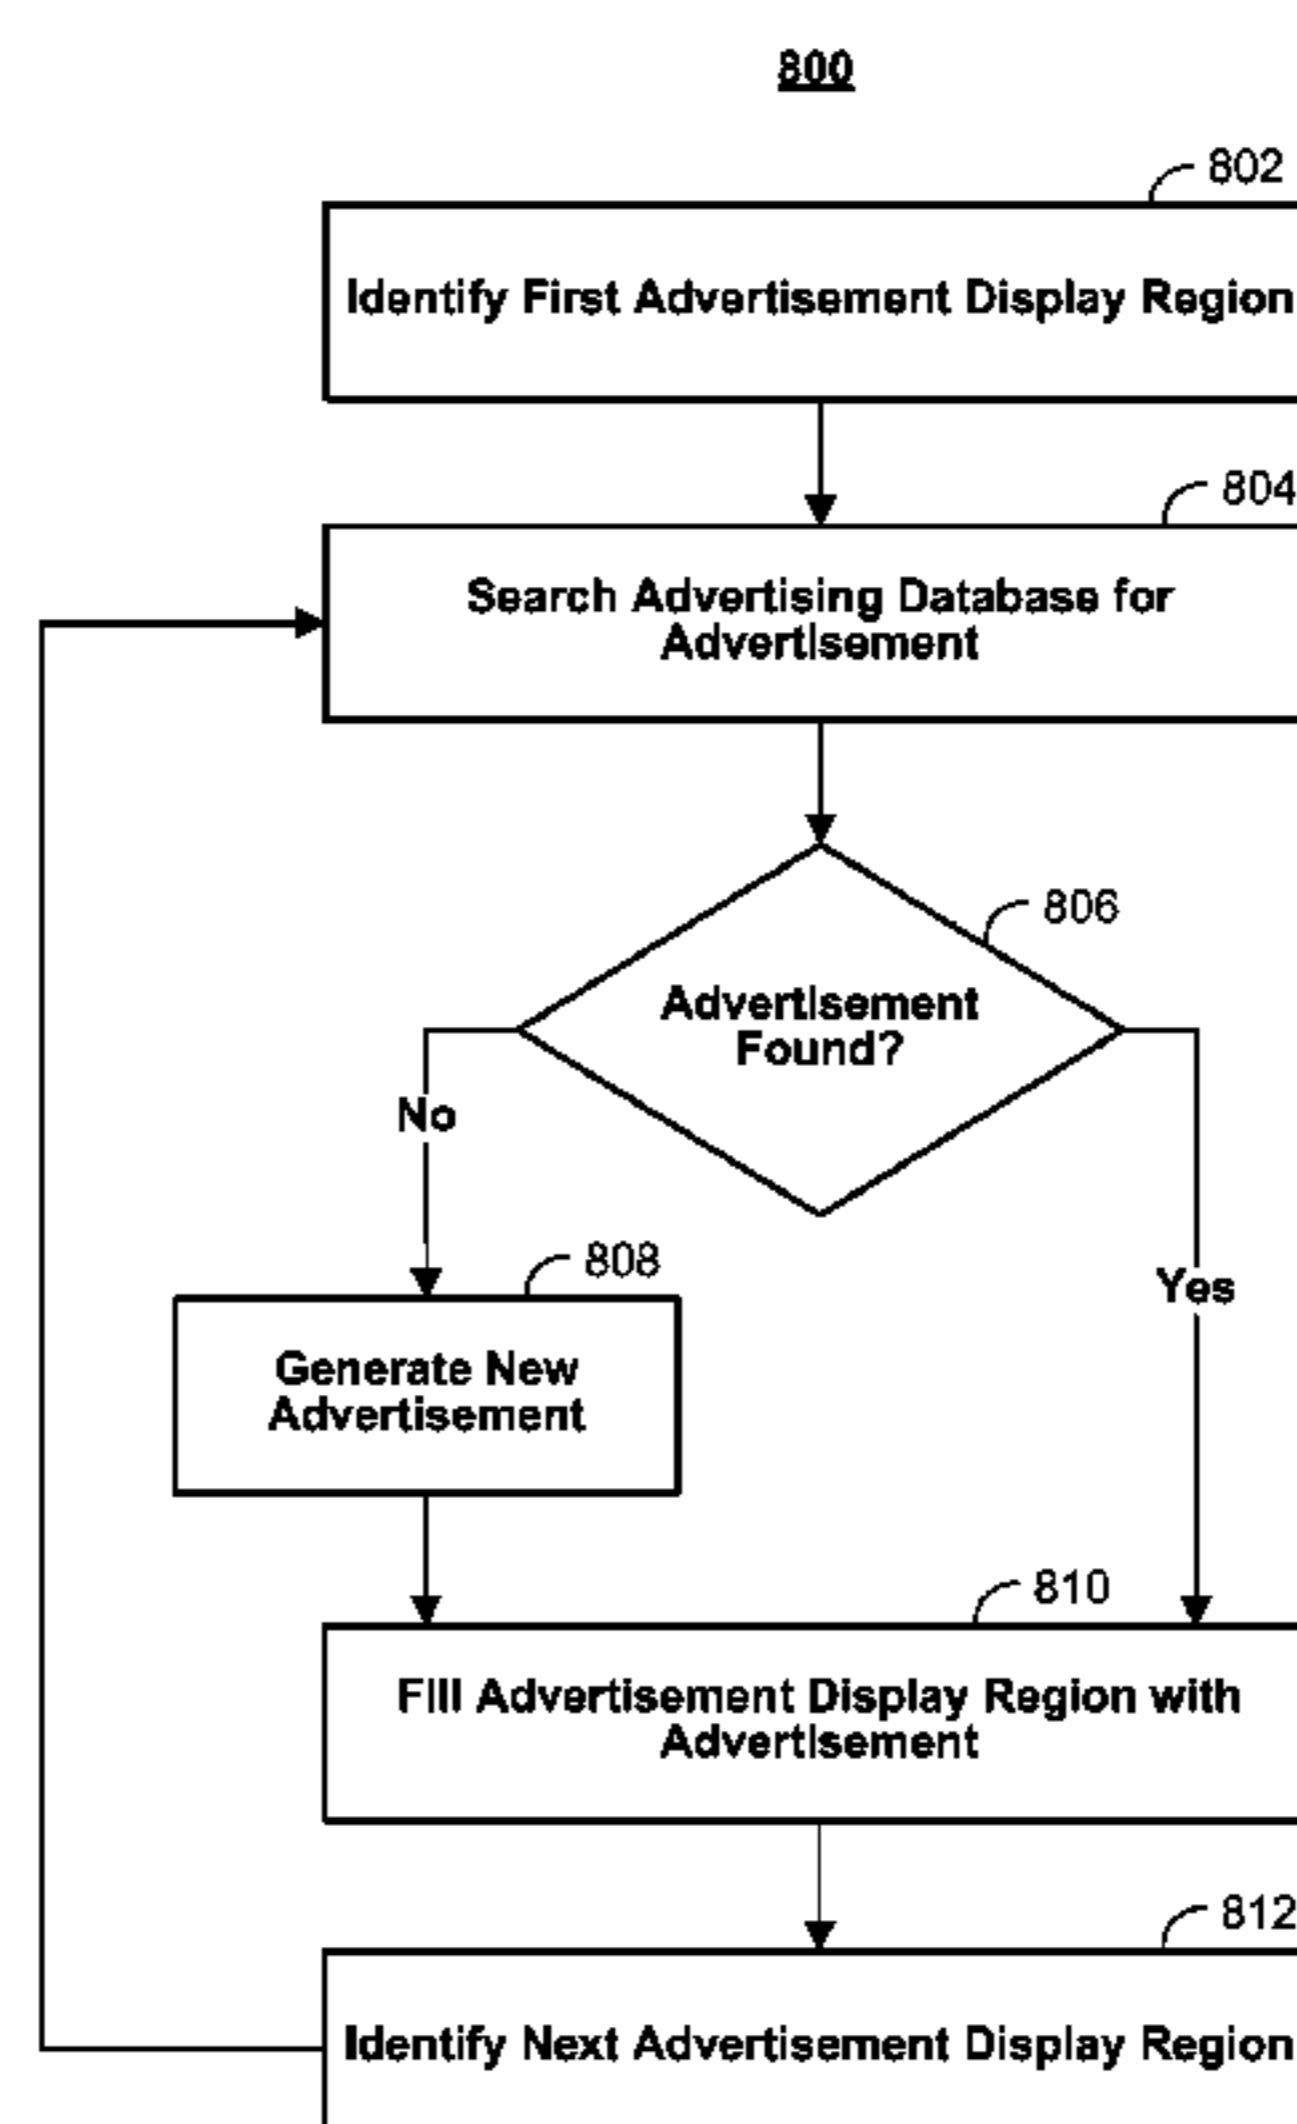 800
802
Identify First Advertisement Display Region
804
Search Advertising Database for
Advertisement
806
Advertisement
Found?
No
Yes
808
Generate New
Advertisement
810
Fill Advertisement Display Region with
Advertisement
812
Identify Next Advertisement Display Region